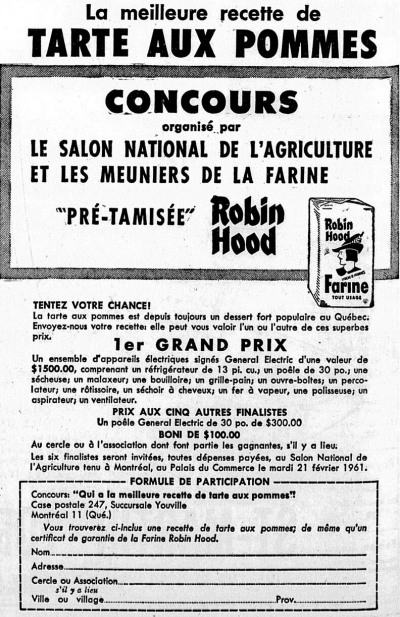 La meilleure recette de
TARTE AUX POMMES
CONCOURS
organisé par
LE SALON NATIONAL DE L'AGRICULTURE
ET LES MEUNIERS DE LA FARINE
"PRÉ-TAMISÉE" Robin Hood
Robin
Hood
Farine
TOUT USAGE
TENTEZ VOTRE CHANCE!
La tarte aux pommes est depuis toujours un dessert fort populaire au Québec.
Envoyez-nous votre recette: elle peut vous valoir l'un ou l'autre de ces superbes
prix.
1er GRAND PRIX
Un ensemble d'appareils électriques signés General Electric d'une valeur de
$1500.00, comprenant un réfrigérateur de 13 pi. cu.; un poêle de 30 po.; une
sécheuse; un malaxeur; une bouilloire; un grille-pain; un ouvre-boîtes; un perco-
lateur; une rôtissoire, un séchoir à cheveux; un fer à vapeur, une polisseuse; un
aspirateur; un ventilateur.
PRIX AUX CINQ AUTRES FINALISTES
Un poêle General Electric de 30 po. de $300.00
BONI DE $100.00
Au cercle ou à l'association dont font partie les gagnantes, s'il y a lieu.
Les six finalistes seront invitées, toutes dépenses payées, au Salon National de
l'Agriculture tenu à Montréal, au Palais du Commerce le mardi 21 février 1961.
FORMULE DE PARTICIPATION
Concours: "Qui a la meilleure recette de tarte aux pommes"!
Case postale 247, Succursale Youville
Montréal 11 (Qué.)
Vous trouverez ci-inclus une recette de tarte aux pommes; de même qu'un
certificat de garantie de la Farine Robin Hood.
Nom
Adresse
Cercle ou Association
s'il y a lieu
Ville ou village Prov.